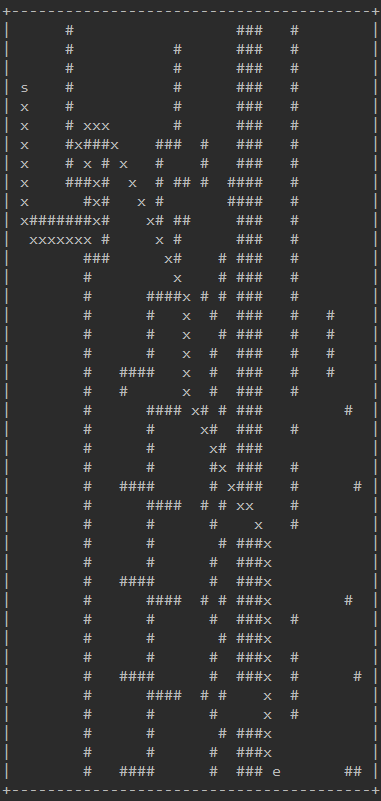 +----------------------------------------+
|      #                  ###   #        |
|      #           #      ###   #        |
|      #           #      ###   #        |
| s    #           #      ###   #        |
| x    #           #      ###   #        |
| x    # xxx       #      ###   #        |
| x    #x###x    ###  #   ###   #        |
| x    # x # x   #    #   ###   #        |
| x    ###x#  x  # ## #  ####   #        |
| x      #x#   x #       ####   #        |
| x#######x#    x# ##     ###   #        |
|  xxxxxxx #     x #      ###   #        |
|        ###      x#    # ###   #        |
|        #         x    # ###   #        |
|        #      ####x # # ###   #        |
|        #      #   x  #  ###   #   #    |
|        #      #   x   # ###   #   #    |
|        #      #   x  #  ###   #   #    |
|        #   ####   x  #  ###   #   #    |
|        #   #      x  #  ###   #        |
|        #      #### x# # ###         #  |
|        #      #     x#  ###   #        |
|        #      #      x# ###            |
|        #      #      #x ###   #        |
|        #   ####      # x###   #      # |
|        #      ####  # # xx    #        |
|        #      #      #    x   #        |
|        #      #       # ###x           |
|        #      #      #  ###x           |
|        #   ####      #  ###x           |
|        #      ####  # # ###x        #  |
|        #      #      #  ###x  #        |
|        #      #       # ###x           |
|        #      #      #  ###x  #        |
|        #   ####      #  ###x  #      # |
|        #      ####  # #    x  #        |
|        #      #      #     x  #        |
|        #      #       # ###x           |
|        #      #      #  ###x           |
|        #   ####      #  ### e       ## |
+----------------------------------------+